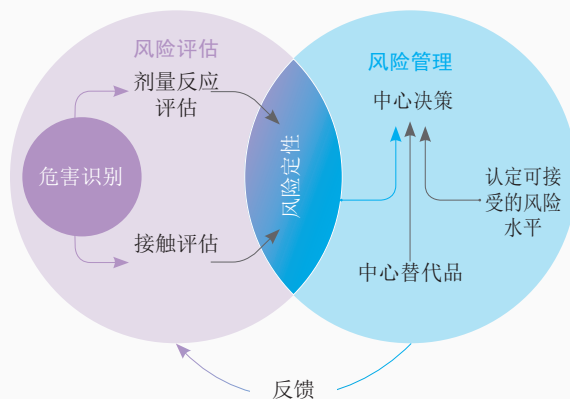 风险评估
风险管理
剂量反应
评估
中心决策
危害识别
风险定性
认定可接
受的风险
水平
接触评估
中心替代品
反馈